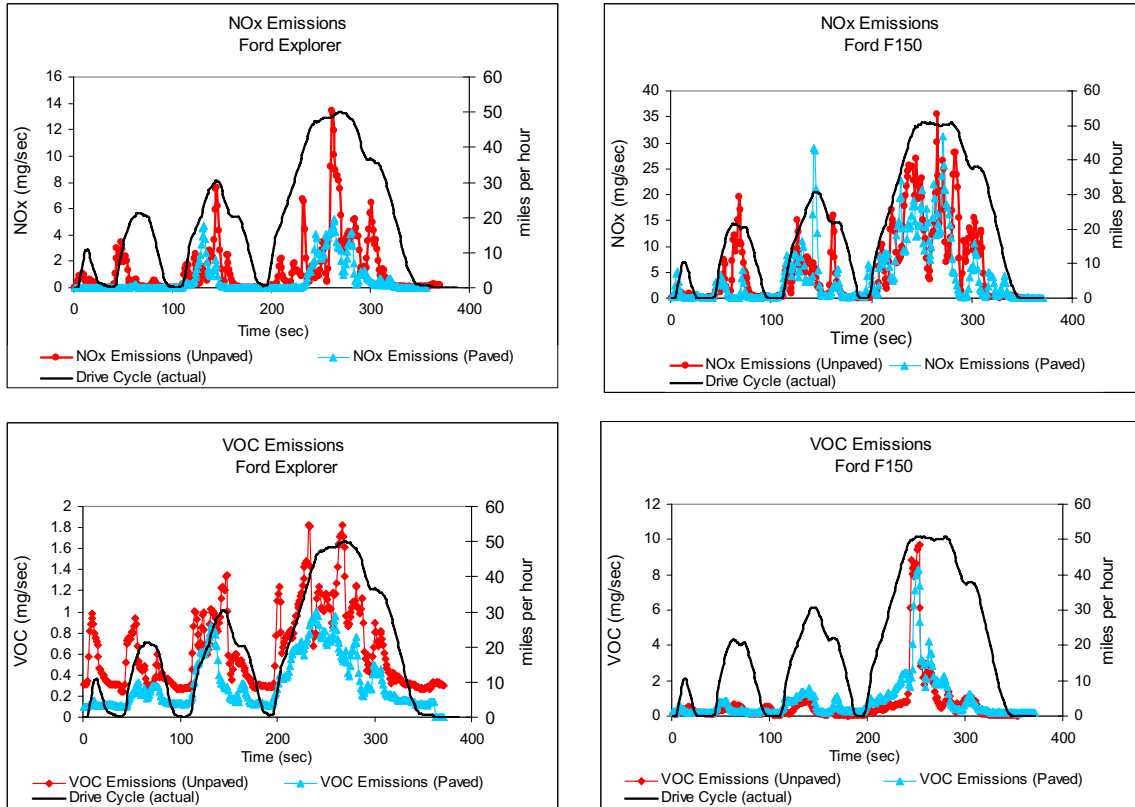 NOx Emissions
Ford Explorer
NOx (mg/sec)
16
14
12
10
8
6
4
2
0
60
50
40
30
20
10
0
miles per hour
0 100 200 300 400
Time (sec)
NOx Emissions (Unpaved) NOx Emissions (Paved)
Drive Cycle (actual)
NOx Emissions
Ford F150
NOx (mg/sec)
40
35
30
25
20
15
10
5
0
60
50
40
30
20
10
0
miles per hour
0 100 200 300 400
Time (sec)
NOx Emissions (Unpaved) NOx Emissions (Paved)
Drive Cycle (actual)
VOC Emissions
Ford Explorer
VOC (mg/sec)
2
1.8
1.6
1.4
1.2
1
0.8
0.6
0.4
0.2
0
60
50
40
30
20
10
0
miles per hour
0 100 200 300 400
Time (sec)
VOC Emissions (Unpaved) VOC Emissions (Paved)
Drive Cycle (actual)
VOC Emissions
Ford F150
VOC (mg/sec)
12
10
8
6
4
2
0
60
50
40
30
20
10
0
miles per hour
0 100 200 300 400
Time (sec)
VOC Emissions (Unpaved) VOC Emissions (Paved)
Drive Cycle (actual)